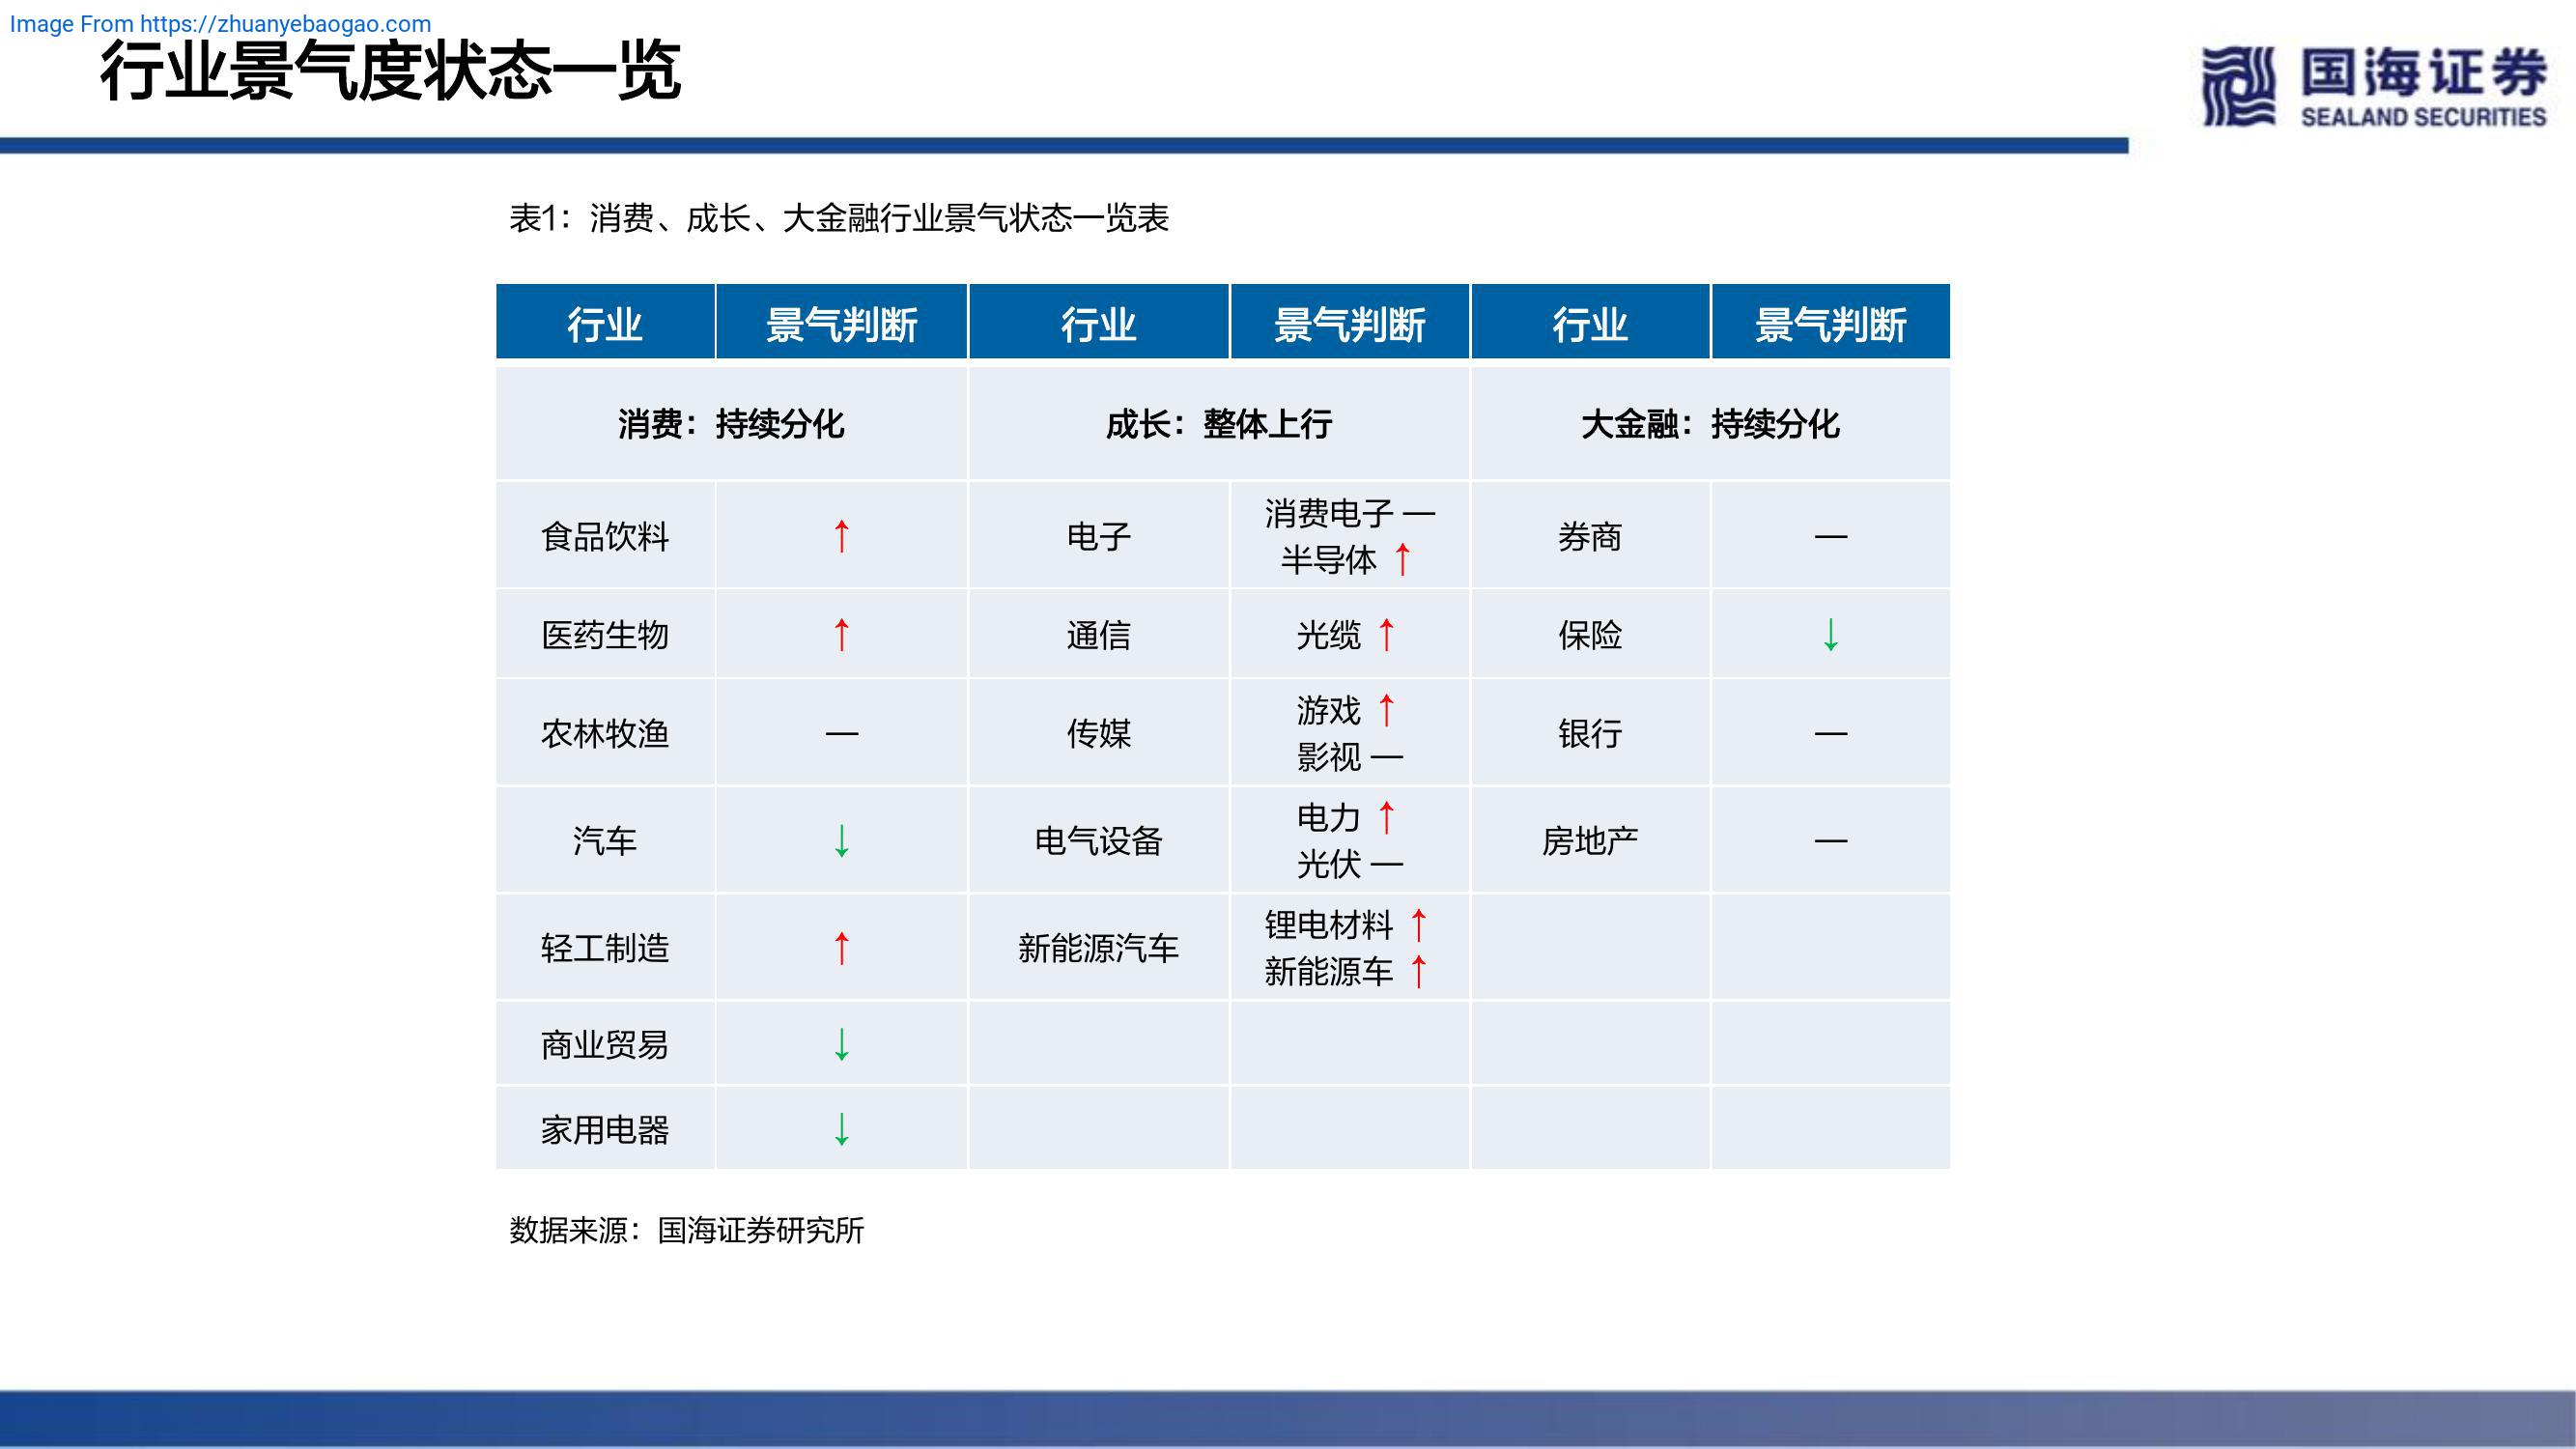 Image From https://zhuanyebaogao.com
行业景气度状态一览
国海证券
SEALAND SECURITIES
表1：消费、成长、大金融行业景气状态一览表
行业 景气判断 行业 景气判断 行业 景气判断
消费：持续分化 成长：整体上行 大金融：持续分化
食品饮料 ↑ 电子 消费电子 — 券商 —
半导体 ↑
医药生物 ↑ 通信 光缆 ↑ 保险 ↓
农林牧渔 — 传媒 游戏 ↑ 银行 —
影视 —
汽车 ↓ 电气设备 电力 ↑ 房地产 —
光伏 —
轻工制造 ↑ 新能源汽车 锂电材料 ↑
新能源车 ↑
商业贸易 ↓
家用电器 ↓
数据来源：国海证券研究所